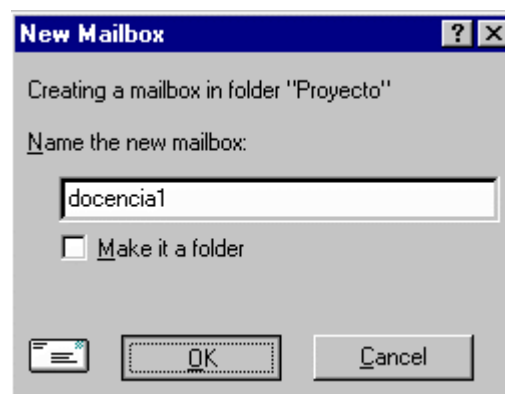 New Mailbox
Creating a mailbox in folder "Proyecto"
Name the new mailbox:
docencia1
Make it a folder
OK
Cancel